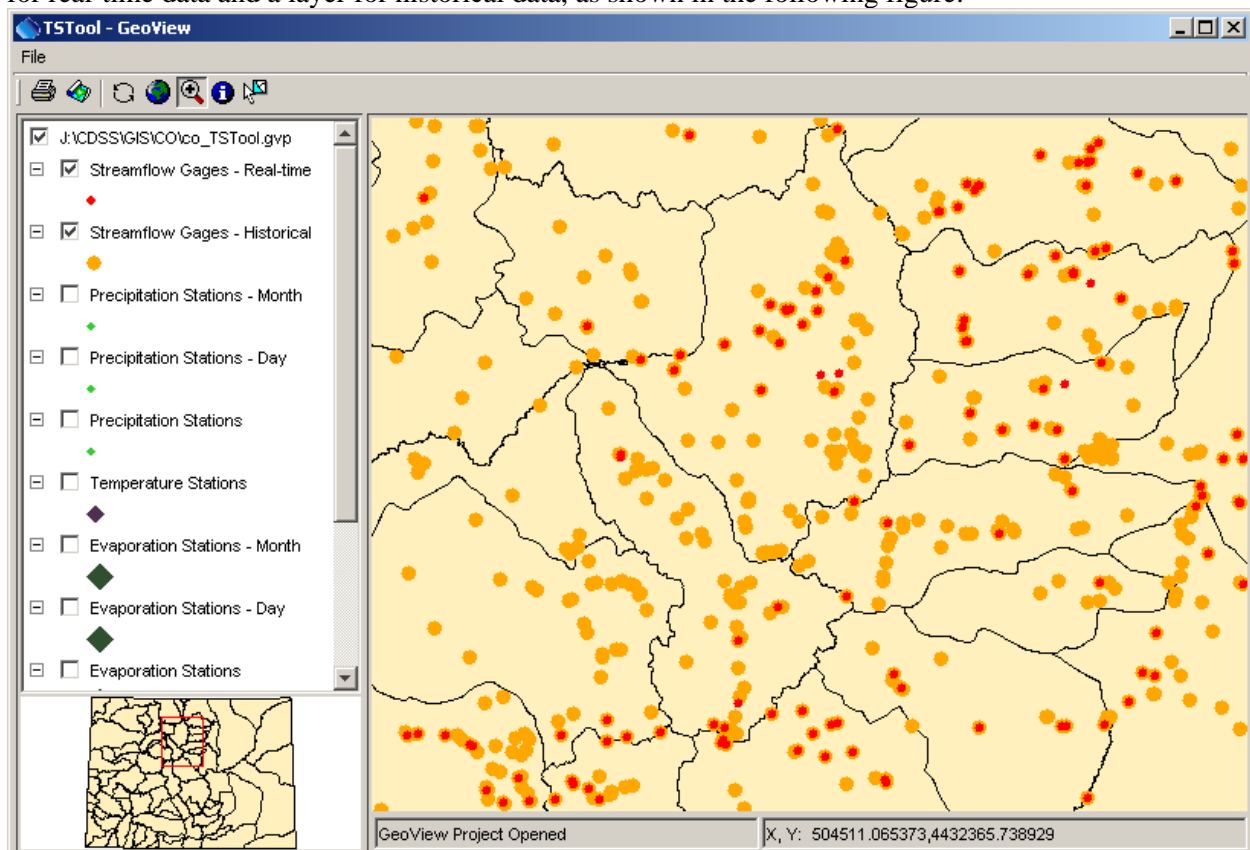 for real-time data and a layer for historical data, as shown in the following figure.
TSTool - GeoView
File
J:\CDSS\GIS\CO\co_TSTool.gvp
Streamflow Gages - Real-time
Streamflow Gages - Historical
Precipitation Stations - Month
Precipitation Stations - Day
Precipitation Stations
Temperature Stations
Evaporation Stations - Month
Evaporation Stations - Day
Evaporation Stations
GeoView Project Opened
X, Y: 504511.065373,4432365.738929